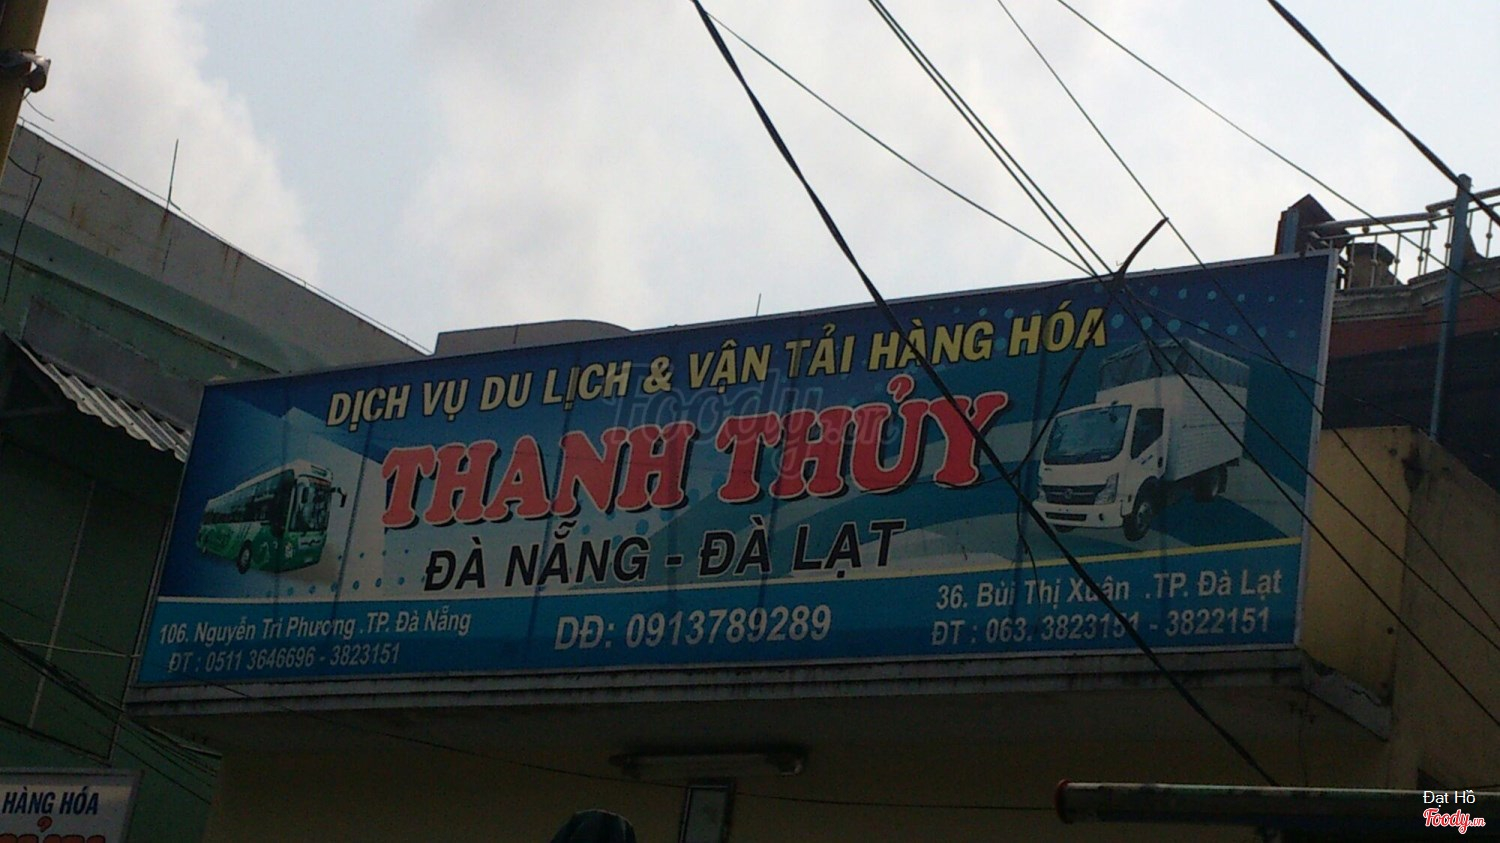 DỊCH VỤ DU LỊCH & VẬN TẢI HÀNG HÓA
THANH THỦY
ĐÀ NẴNG - ĐÀ LẠT
106. Nguyễn Tri Phương .TP. Đà Nẵng
ĐT : 0511 3646696 - 3823151
DĐ: 0913789289
36. Bùi Thị Xuân .TP. Đà Lạt
ĐT : 063. 3823151 - 3822151
HÀNG HÓA
Foody.vn
Đạt Hồ
Foody.vn